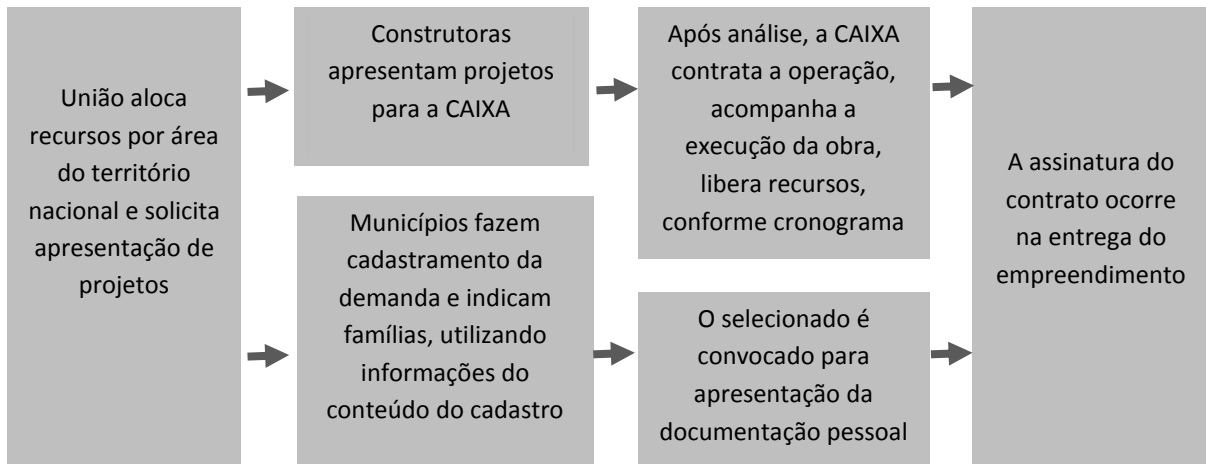 União aloca
recursos por área
do território
nacional e solicita
apresentação de
projetos
Construtoras
apresentam projetos
para a CAIXA
Após análise, a CAIXA
contrata a operação,
acompanha a
execução da obra,
libera recursos,
conforme cronograma
Municípios fazem
cadastramento da
demanda e indicam
famílias, utilizando
informações do
conteúdo do cadastro
O selecionado é
convocado para
apresentação da
documentação pessoal
A assinatura do
contrato ocorre
na entrega do
empreendimento